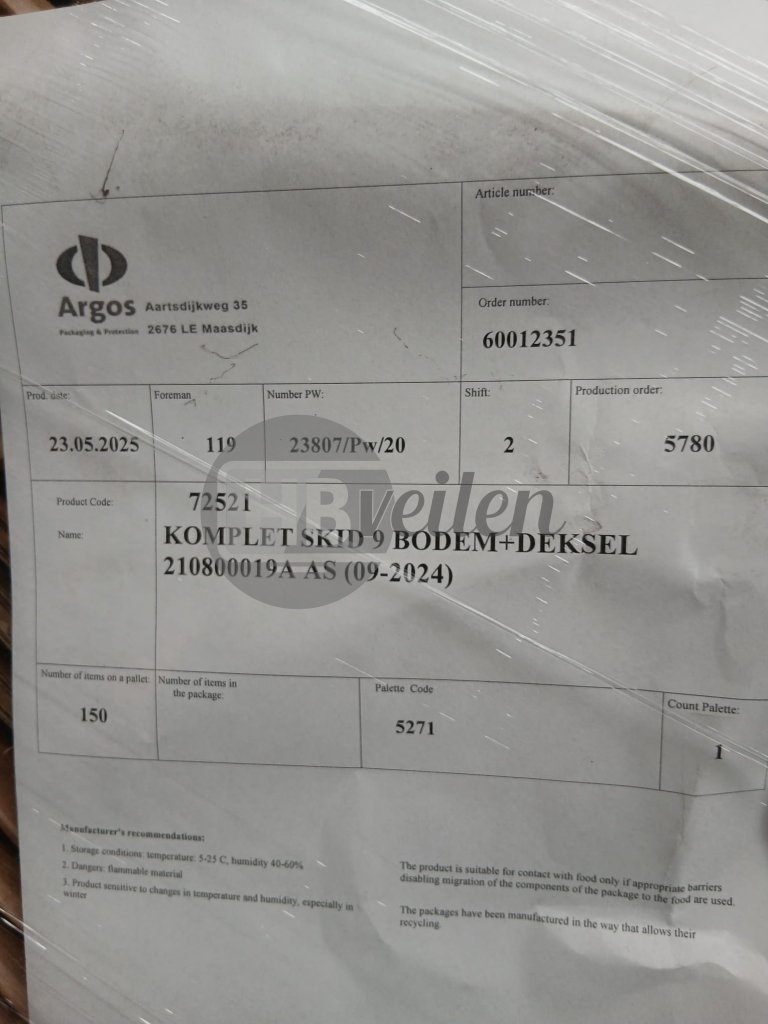 Article number:
Argos Aartsdijkweg 35
Packaging & Protection 2676 LE Maasdijk
Order number:
60012351
Prod. date: Foreman Number PW: Shift: Production order:
23.05.2025 119 23807/Pw/20 2 5780
Product Code: 72521
HBveilen
Name: KOMPLET SKID 9 BODEM+DEKSEL
210800019A AS (09-2024)
Number of items on a pallet: Number of items in the package: Palette Code Count Palette:
150 5271 1
Manufacturer's recommendations:
1. Storage conditions: temperature: 5-25 C, humidity 40-60%
2. Dangers: flammable material
3. Product sensitive to changes in temperature and humidity, especially in
winter
The product is suitable for contact with food only if appropriate barriers
disabling migration of the components of the package to the food are used.
The packages have been manufactured in the way that allows their
recycling.